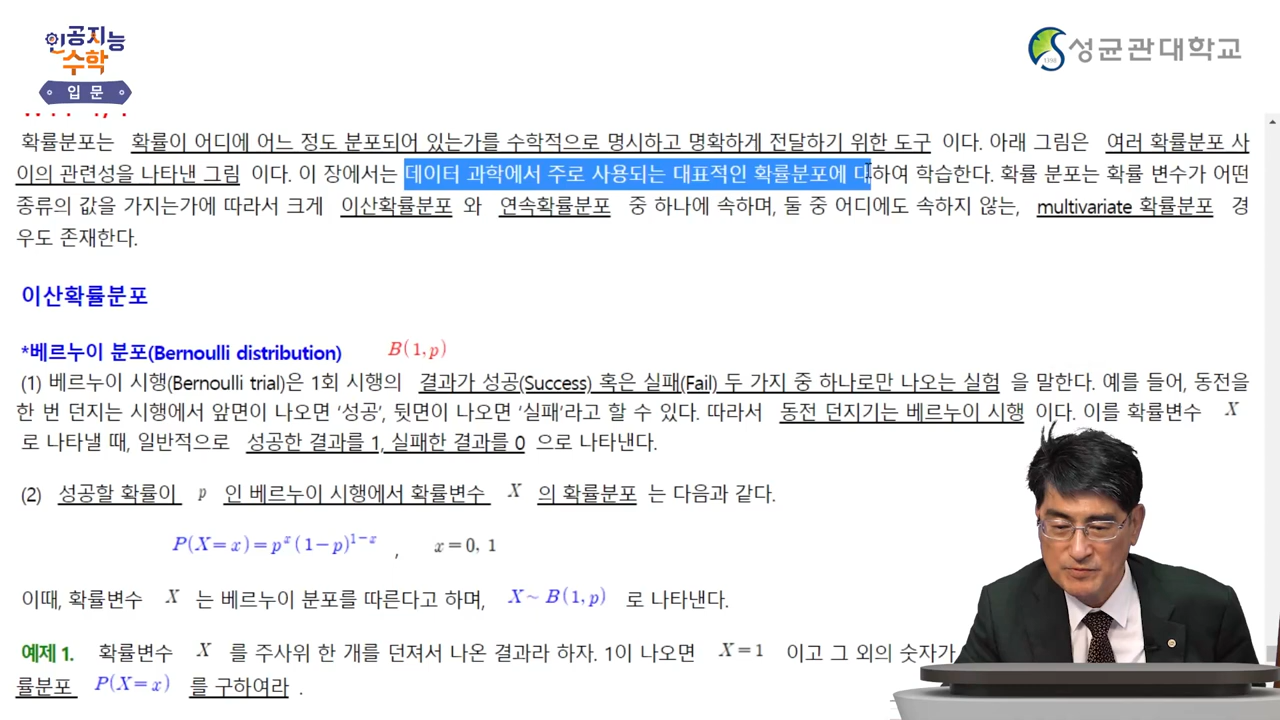 인공지능
수학
입문
1398
성균관대학교
확률분포는 확률이 어디에 어느 정도 분포되어 있는가를 수학적으로 명시하고 명확하게 전달하기 위한 도구 이다. 아래 그림은 여러 확률분포 사
이의 관련성을 나타낸 그림 이다. 이 장에서는 데이터 과학에서 주로 사용되는 대표적인 확률분포에 대하여 학습한다. 확률 분포는 확률 변수가 어떤
종류의 값을 가지는가에 따라서 크게 이산확률분포 와 연속확률분포 중 하나에 속하며, 둘 중 어디에도 속하지 않는, multivariate 확률분포 경
우도 존재한다.
이산확률분포
*베르누이 분포(Bernoulli distribution) B(1, p)
(1) 베르누이 시행(Bernoulli trial)은 1회 시행의 결과가 성공(Success) 혹은 실패(Fail) 두 가지 중 하나로만 나오는 실험 을 말한다. 예를 들어, 동전을
한 번 던지는 시행에서 앞면이 나오면 ‘성공’, 뒷면이 나오면 ‘실패’라고 할 수 있다. 따라서 동전 던지기는 베르누이 시행 이다. 이를 확률변수 X
로 나타낼 때, 일반적으로 성공한 결과를 1, 실패한 결과를 0 으로 나타낸다.
(2) 성공할 확률이 p 인 베르누이 시행에서 확률변수 X 의 확률분포 는 다음과 같다.
P(X=x)=p^x(1−p)^{1−x} , x=0, 1
이때, 확률변수 X 는 베르누이 분포를 따른다고 하며, X~B(1, p) 로 나타낸다.
예제 1. 확률변수 X 를 주사위 한 개를 던져서 나온 결과라 하자. 1이 나오면 X=1 이고 그 외의 숫자가
률분포 P(X=x) 를 구하여라 .